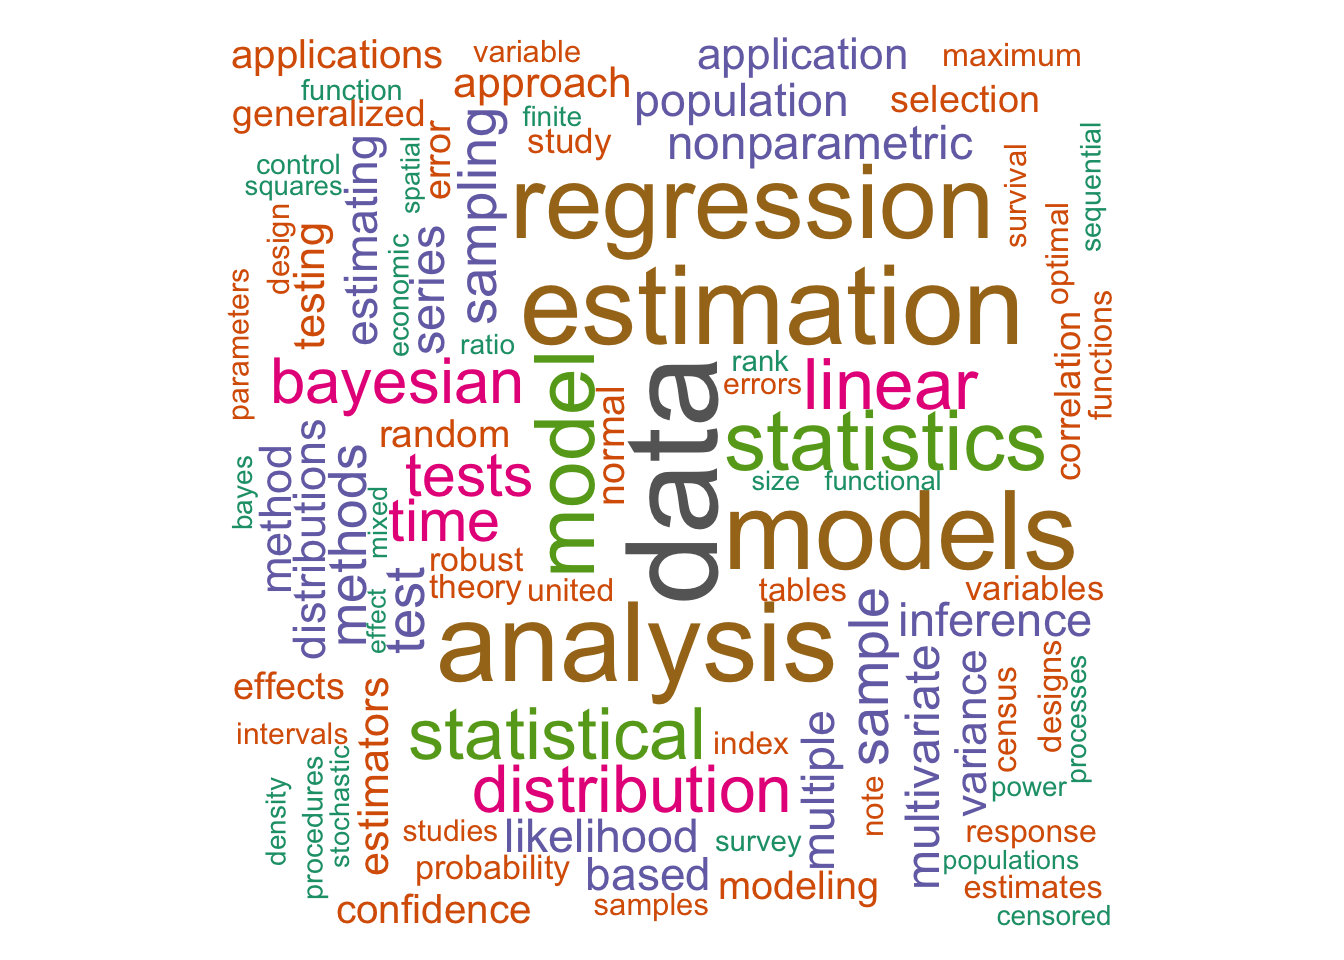 applications
variable
application
maximum
function
approach
population
selection
generalized
finite
study
nonparametric
control
squares
estimating
spatial
error
sampling
regression
survival
sequential
design
testing
economic
series
estimation
optimal
parameters
ratio
bayesian
model
data
rank
errors
linear
correlation
functions
normal
random
statistics
tests
size
functional
bayes
method
distributions
methods
mixed
time
models
robust
theory
united
tables
variables
effect
test
analysis
sample
inference
effects
estimators
multivariate
variance
census
designs
processes
intervals
statistical
index
multiple
density
procedures
stochastic
distribution
note
power
studies
likelihood
survey
response
probability
based
modeling
populations
estimates
confidence
samples
censored